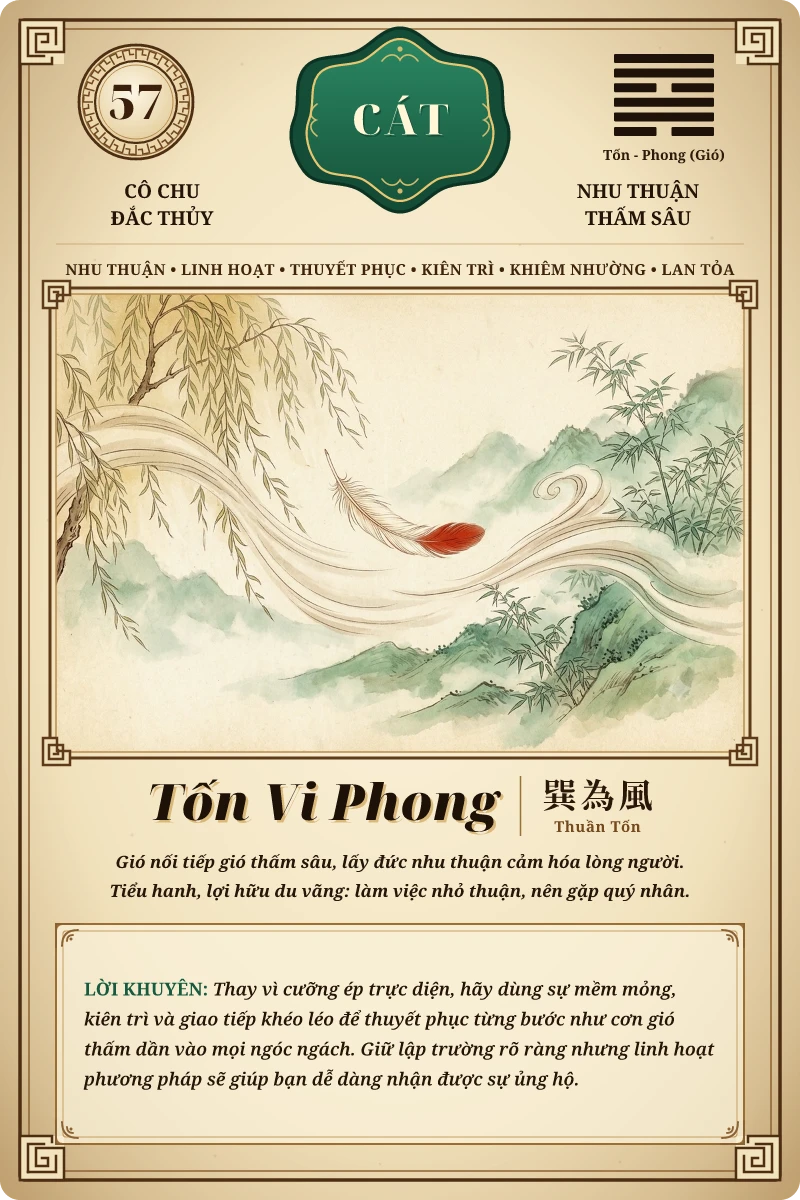 57
CÁT
Tốn - Phong (Gió)
CÔ CHU
ĐẮC THỦY
NHU THUẬN
THẤM SÂU
NHU THUẬN • LINH HOẠT • THUYẾT PHỤC • KIÊN TRÌ • KHIÊM NHƯỜNG • LAN TỎA
Tốn Vi Phong
巽為風
Thuần Tốn
Gió nối tiếp gió thấm sâu, lấy đức nhu thuận cảm hóa lòng người.
Tiểu hanh, lợi hữu du vãng: làm việc nhỏ thuận, nên gặp quý nhân.
LỜI KHUYÊN: Thay vì cưỡng ép trực diện, hãy dùng sự mềm mỏng,
kiên trì và giao tiếp khéo léo để thuyết phục từng bước như cơn gió
thấm dần vào mọi ngóc ngách. Giữ lập trường rõ ràng nhưng linh hoạt
phương pháp sẽ giúp bạn dễ dàng nhận được sự ủng hộ.